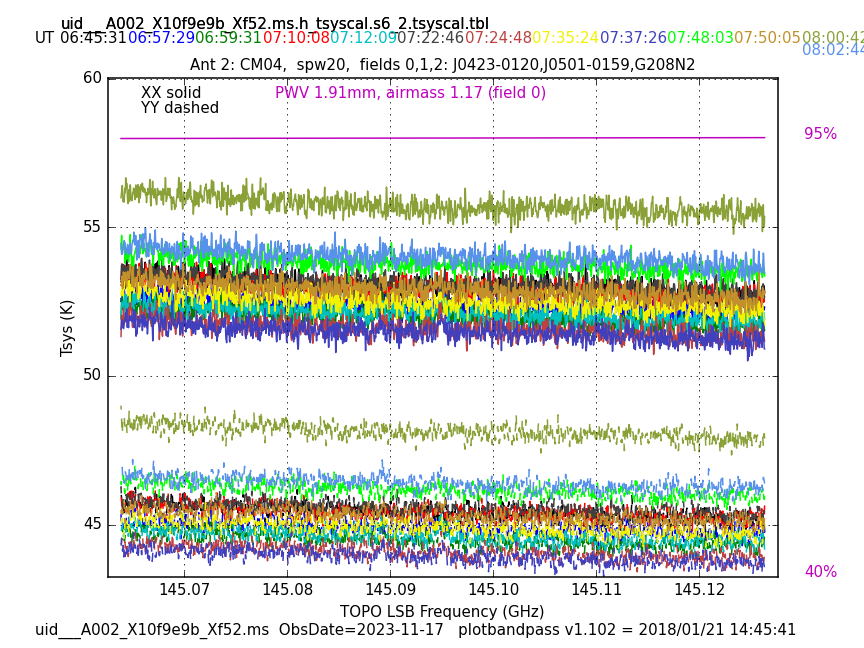 uid___A002_X10f9e9b_Xf52.ms.h_tsyscal.s6_2.tsyscal.tbl
UT 06:45:31 06:57:29 06:59:31 07:10:08 07:12:09 07:22:46 07:24:48 07:35:24 07:37:26 07:48:03 07:50:05 08:00:42
08:02:44
Ant 2: CM04, spw20, fields 0,1,2: J0423-0120,J0501-0159,G208N2
60
XX solid PWV 1.91mm, airmass 1.17 (field 0)
YY dashed
95%
55
Tsys (K)
50
45
40%
145.07 145.08 145.09 145.10 145.11 145.12
TOPO LSB Frequency (GHz)
uid___A002_X10f9e9b_Xf52.ms ObsDate=2023-11-17 plotbandpass v1.102 = 2018/01/21 14:45:41